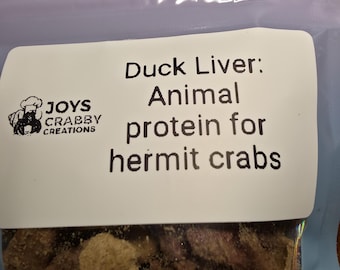 JOYS
CRABBY
CREATIONS
Duck Liver:
Animal
protein for
hermit crabs